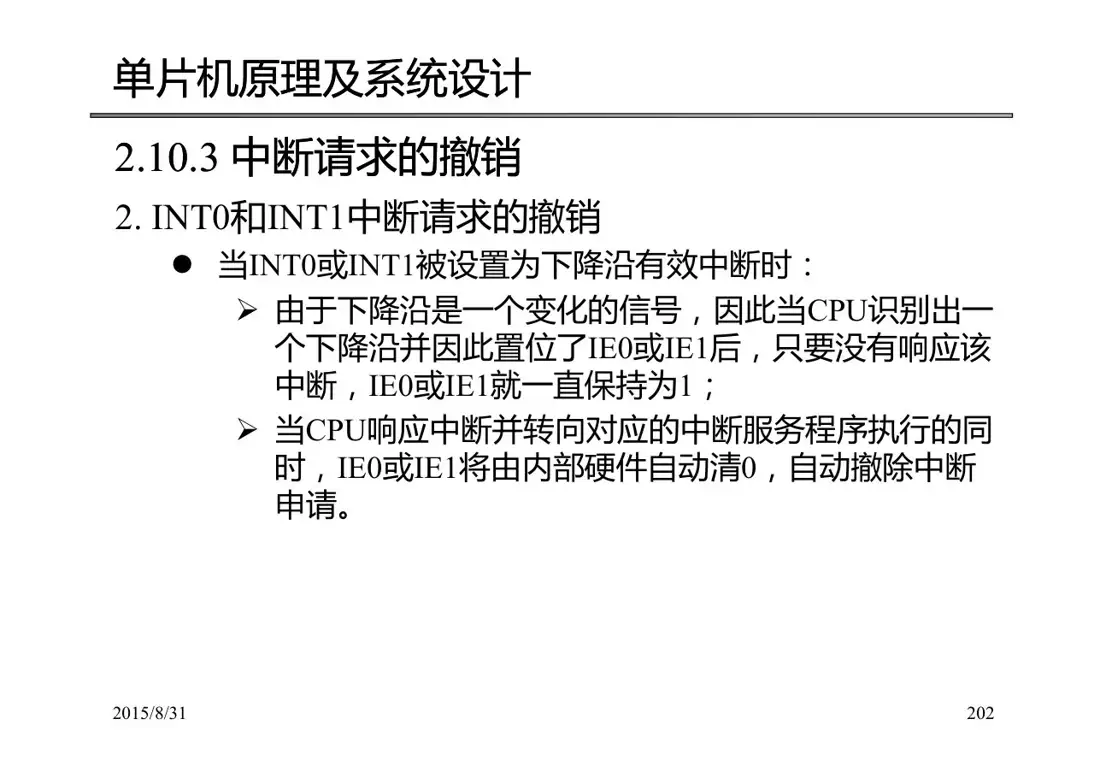 单片机原理及系统设计
2.10.3 中断请求的撤销
2. INT0和INT1中断请求的撤销
● 当INT0或INT1被设置为下降沿有效中断时：
➢ 由于下降沿是一个变化的信号，因此当CPU识别出一
个下降沿并因此置位了IE0或IE1后，只要没有响应该
中断，IE0或IE1就一直保持为1；
➢ 当CPU响应中断并转向对应的中断服务程序执行的同
时，IE0或IE1将由内部硬件自动清0，自动撤除中断
申请。
2015/8/31
202